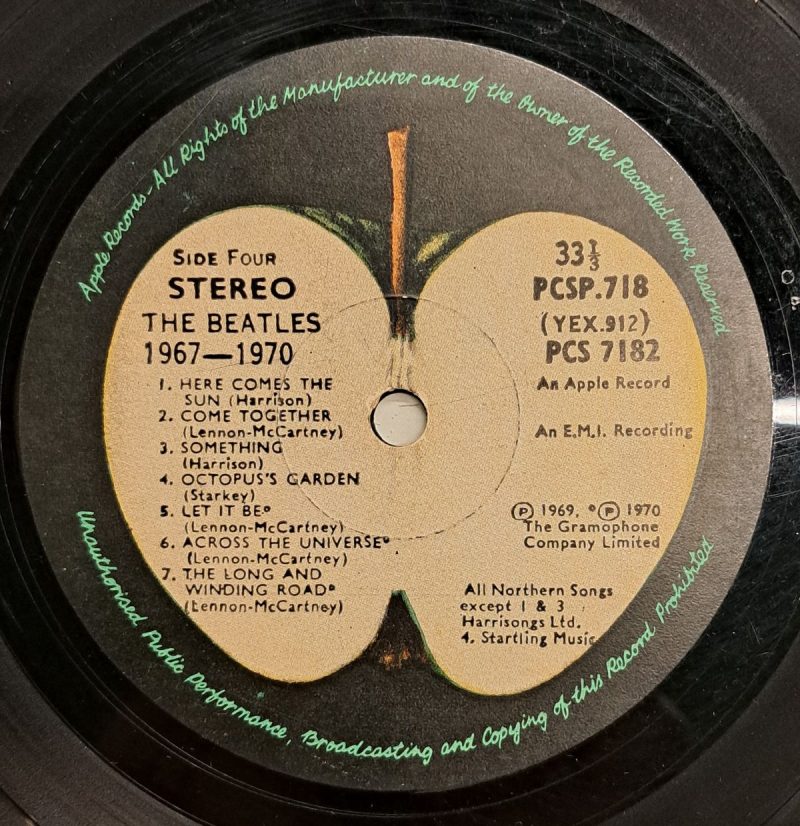 Apple Records - All Rights of the Manufacturer and of the Owner of the Recorded Work Reserved
SIDE FOUR
STEREO
THE BEATLES
1967—1970
1. HERE COMES THE
SUN (Harrison)
2. COME TOGETHER
(Lennon-McCartney)
3. SOMETHING
(Harrison)
4. OCTOPUS'S GARDEN
(Starkey)
5. LET IT BE*
(Lennon-McCartney)
6. ACROSS THE UNIVERSE*
(Lennon-McCartney)
7. THE LONG AND
WINDING ROAD*
(Lennon-McCartney)
33⅓
PCSP.718
(YEX.912)
PCS 7182
An Apple Record
An E.M.I. Recording
℗ 1969, *℗ 1970
The Gramophone
Company Limited
All Northern Songs
except 1 & 3
Harrisongs Ltd.
4. Startling Music
Unauthorised Public Performance, Broadcasting and Copying of this Record Prohibited